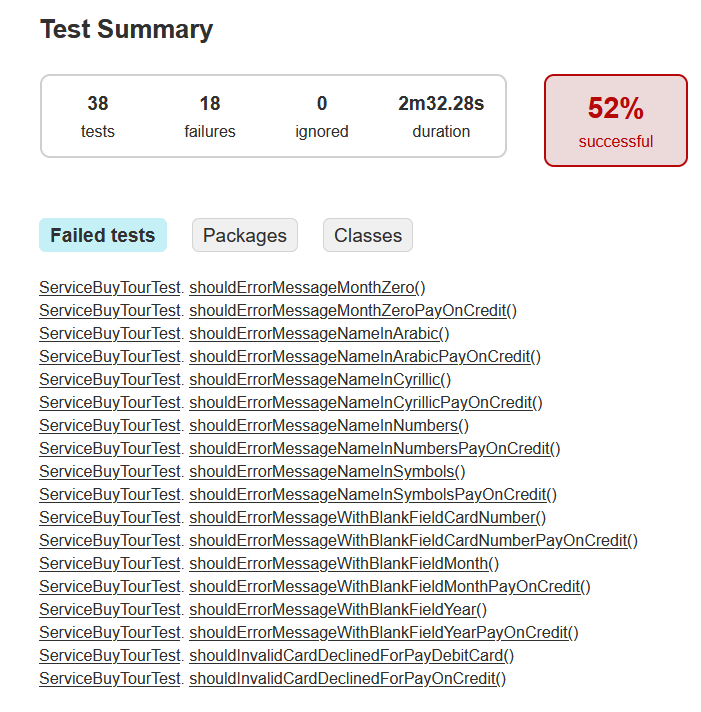 Test Summary
38 18 0 2m32.28s
tests failures ignored duration
52%
successful
Failed tests Packages Classes
ServiceBuyTourTest. shouldErrorMessageMonthZero()
ServiceBuyTourTest. shouldErrorMessageMonthZeroPayOnCredit()
ServiceBuyTourTest. shouldErrorMessageNameInArabic()
ServiceBuyTourTest. shouldErrorMessageNameInArabicPayOnCredit()
ServiceBuyTourTest. shouldErrorMessageNameInCyrillic()
ServiceBuyTourTest. shouldErrorMessageNameInCyrillicPayOnCredit()
ServiceBuyTourTest. shouldErrorMessageNameInNumbers()
ServiceBuyTourTest. shouldErrorMessageNameInNumbersPayOnCredit()
ServiceBuyTourTest. shouldErrorMessageNameInSymbols()
ServiceBuyTourTest. shouldErrorMessageNameInSymbolsPayOnCredit()
ServiceBuyTourTest. shouldErrorMessageWithBlankFieldCardNumber()
ServiceBuyTourTest. shouldErrorMessageWithBlankFieldCardNumberPayOnCredit()
ServiceBuyTourTest. shouldErrorMessageWithBlankFieldMonth()
ServiceBuyTourTest. shouldErrorMessageWithBlankFieldMonthPayOnCredit()
ServiceBuyTourTest. shouldErrorMessageWithBlankFieldYear()
ServiceBuyTourTest. shouldErrorMessageWithBlankFieldYearPayOnCredit()
ServiceBuyTourTest. shouldInvalidCardDeclinedForPayDebitCard()
ServiceBuyTourTest. shouldInvalidCardDeclinedForPayOnCredit()